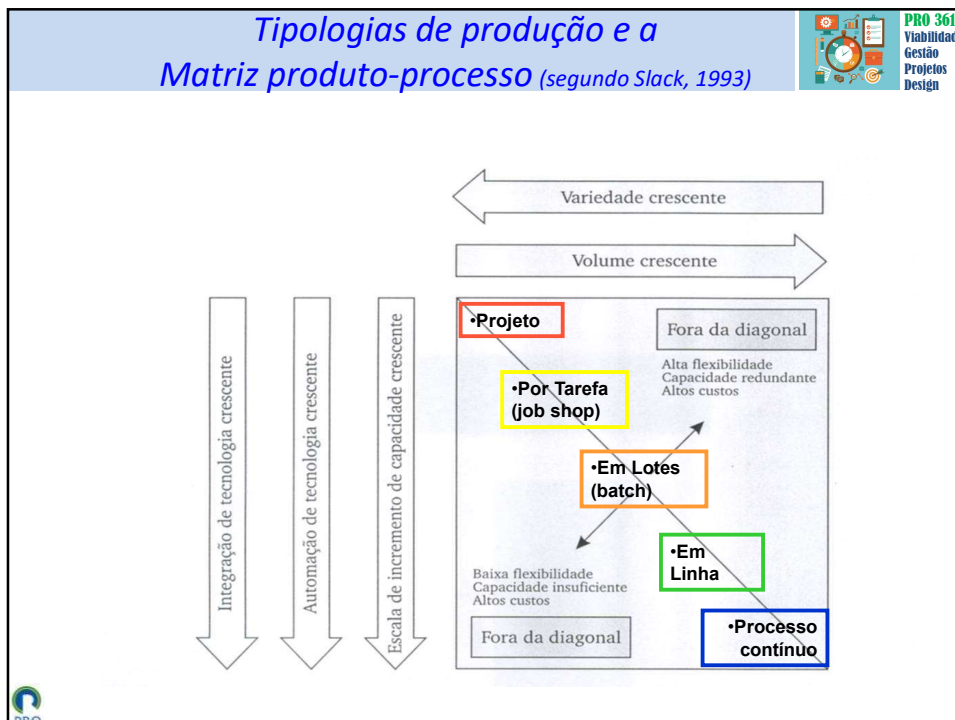 Tipologias de produção e a
Matriz produto-processo (segundo Slack, 1993)
PRO 361
Gestão
Projetos
Design
Variedade crescente
Volume crescente
Integração de tecnologia crescente
Automação de tecnologia crescente
Escala de incremento de capacidade crescente
•Projeto
Fora da diagonal
Alta flexibilidade
Capacidade redundante
Altos custos
•Por Tarefa
(job shop)
•Em Lotes
(batch)
•Em
Linha
Baixa flexibilidade
Capacidade insuficiente
Altos custos
Fora da diagonal
•Processo
contínuo